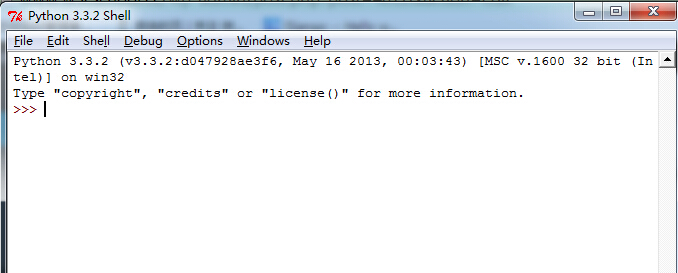 Python 3.3.2 Shell
File Edit Shell Debug Options Windows Help
Python 3.3.2 (v3.3.2:d047928ae3f6, May 16 2013, 00:03:43) [MSC v.1600 32 bit (In
tel)] on win32
Type "copyright", "credits" or "license()" for more information.
>>>